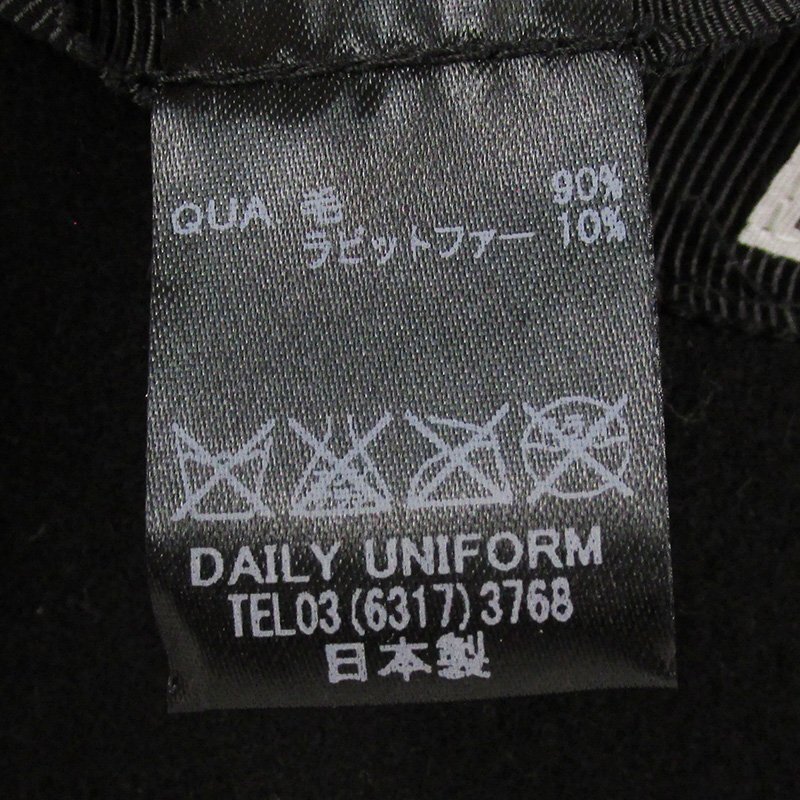 QUA 毛 90%
ラビットファー 10%
DAILY UNIFORM
TEL03(6317)3768
日本製